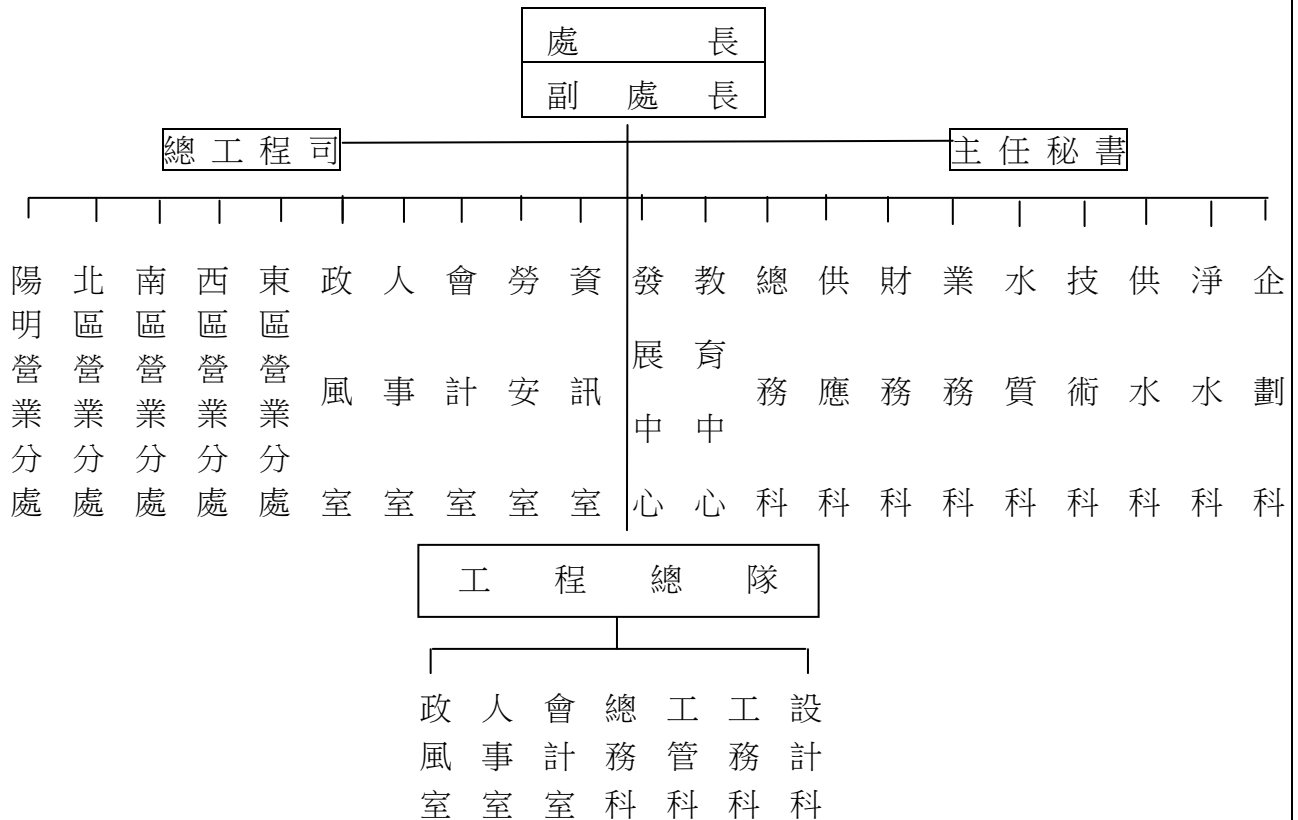 處長
副處長
總工程司
主任秘書
陽明營業分處
北區營業分處
南區營業分處
西區營業分處
東區營業分處
政風室
人事室
會計室
勞安室
資訊室
發展中心
教育中心
總務科
供應科
財務科
業務科
水質科
技術科
供水科
淨水科
企劃科
工程總隊
政風室
人事室
會計室
總務科
工管科
工務科
設計科